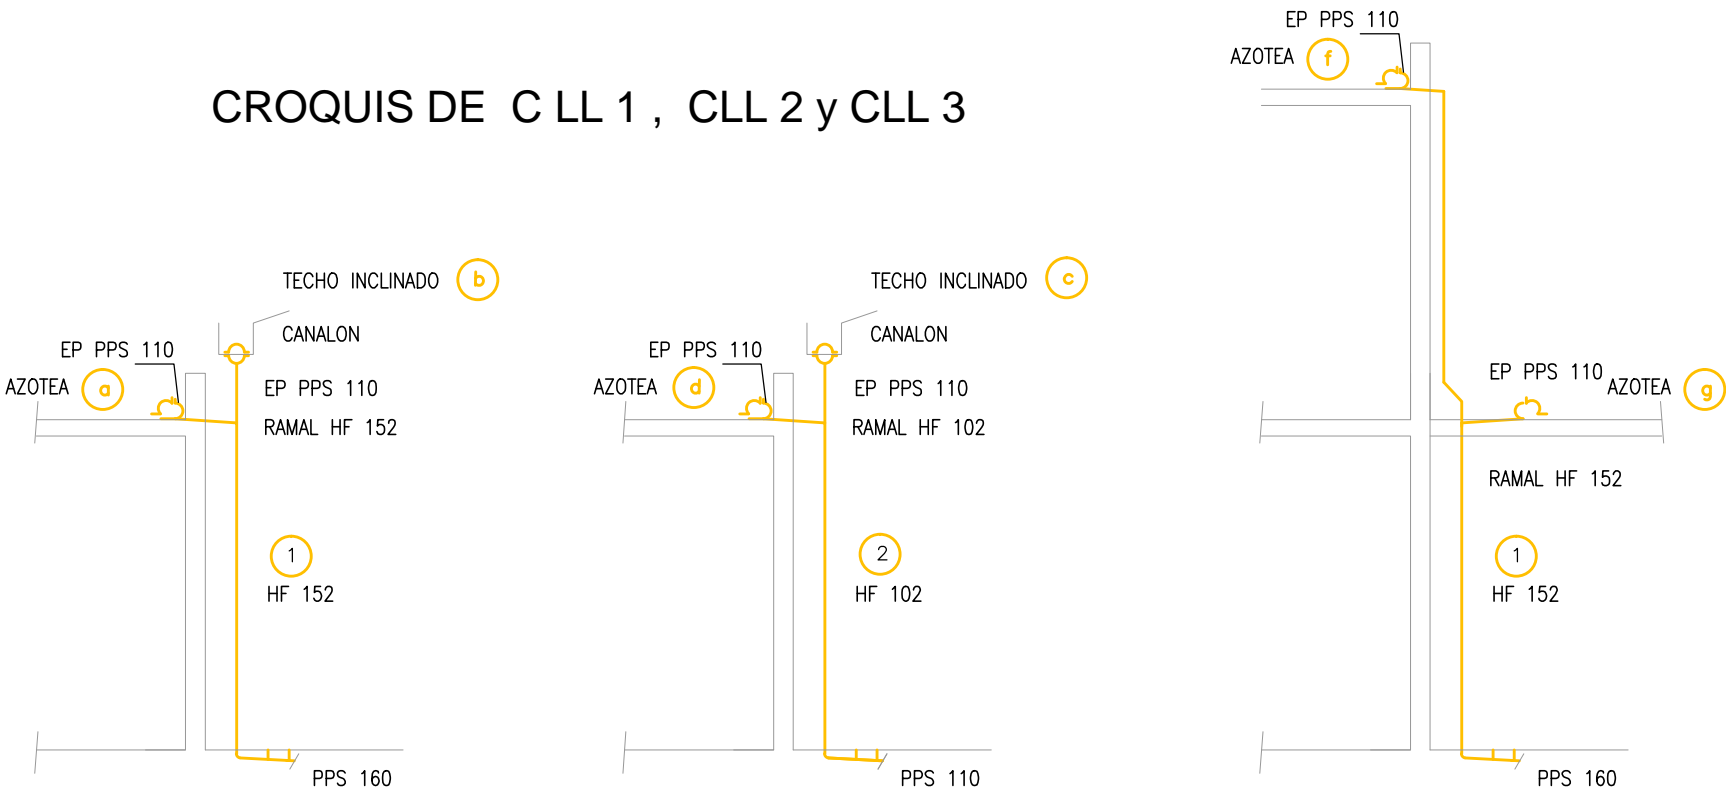 CROQUIS DE C LL 1 , CLL 2 y CLL 3
TECHO INCLINADO b
CANALON
EP PPS 110
AZOTEA a
EP PPS 110
RAMAL HF 152
1
HF 152
PPS 160
TECHO INCLINADO c
CANALON
EP PPS 110
AZOTEA d
EP PPS 110
RAMAL HF 102
2
HF 102
PPS 110
EP PPS 110
AZOTEA f
EP PPS 110
AZOTEA g
RAMAL HF 152
1
HF 152
PPS 160